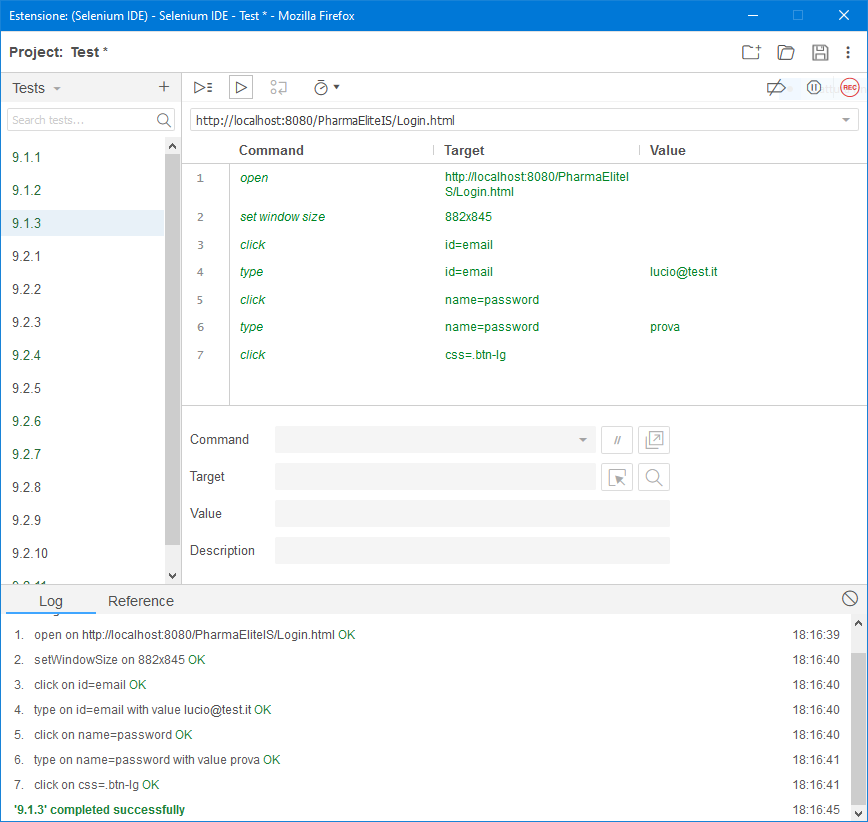 Estensione: (Selenium IDE) - Selenium IDE - Test * - Mozilla Firefox
Project: Test *
Tests
+
REC
Search tests...
http://localhost:8080/PharmaEliteIS/Login.html
9.1.1
9.1.2
9.1.3
9.2.1
9.2.2
9.2.3
9.2.4
9.2.5
9.2.6
9.2.7
9.2.8
9.2.9
9.2.10
9.2.11
Command Target Value
1 open http://localhost:8080/PharmaEliteI
S/Login.html
2 set window size 882x845
3 click id=email
4 type id=email lucio@test.it
5 click name=password
6 type name=password prova
7 click css=.btn-lg
Command //
Target
Value
Description
Log Reference
1. open on http://localhost:8080/PharmaEliteIS/Login.html OK 18:16:39
2. setWindowSize on 882x845 OK 18:16:40
3. click on id=email OK 18:16:40
4. type on id=email with value lucio@test.it OK 18:16:40
5. click on name=password OK 18:16:40
6. type on name=password with value prova OK 18:16:41
7. click on css=.btn-lg OK 18:16:41
'9.1.3' completed successfully 18:16:45